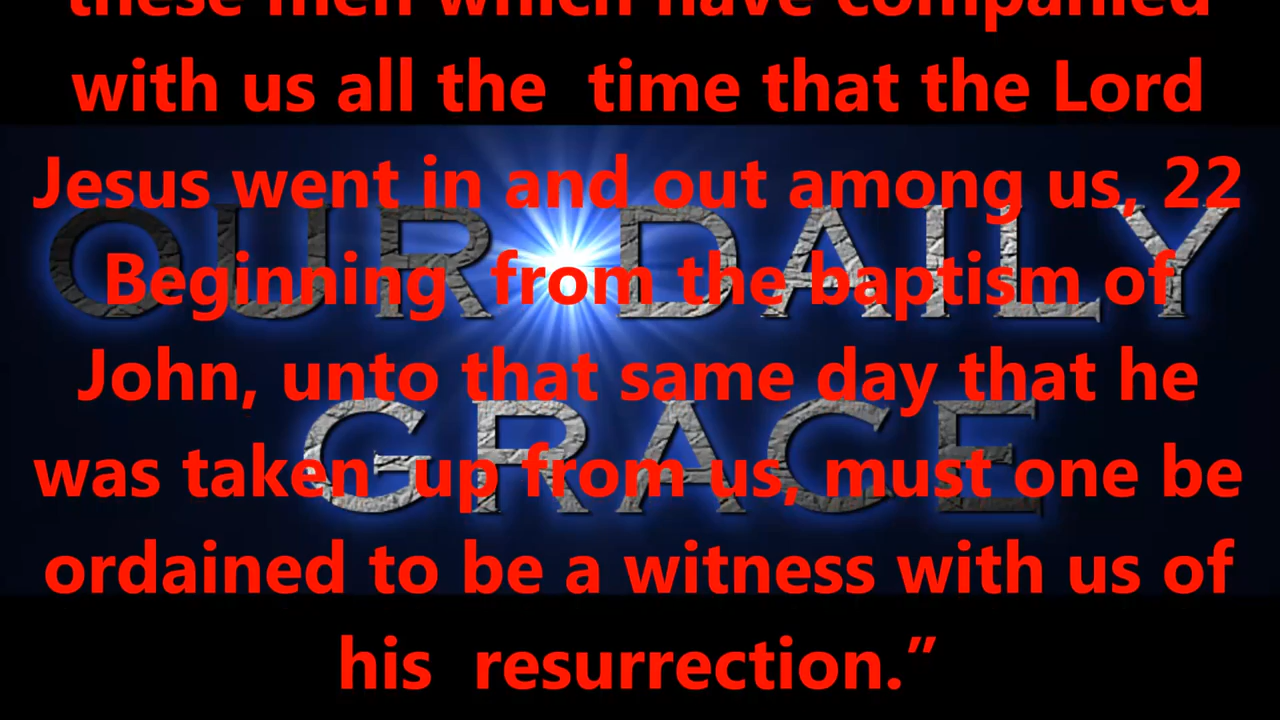 these men which have companied
with us all the time that the Lord
Jesus went in and out among us, 22
Beginning from the baptism of
John, unto that same day that he
was taken up from us, must one be
ordained to be a witness with us of
his resurrection.”
OUR DAILY
GRACE